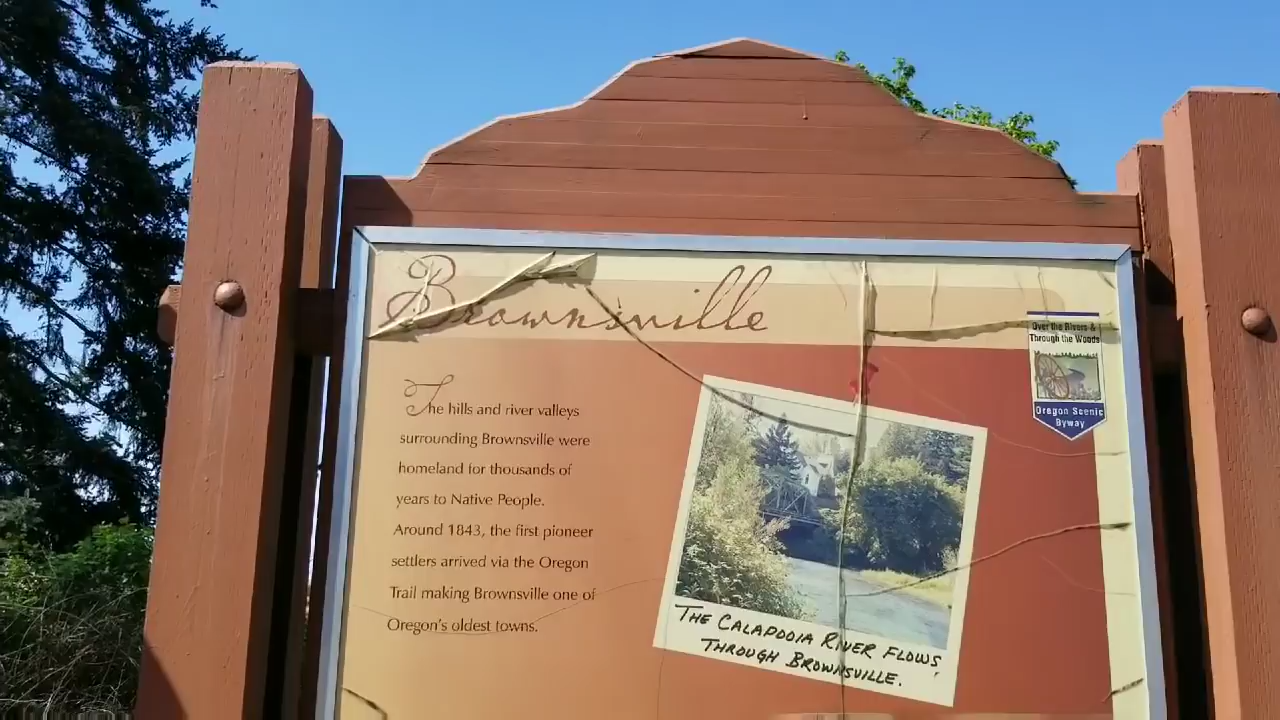 Brownsville
Over the Rivers &
Through the Woods
Oregon Scenic
Byway
The hills and river valleys
surrounding Brownsville were
homeland for thousands of
years to Native People.
Around 1843, the first pioneer
settlers arrived via the Oregon
Trail making Brownsville one of
Oregon's oldest towns.
THE CALAPOOIA RIVER FLOWS
THROUGH BROWNSVILLE.